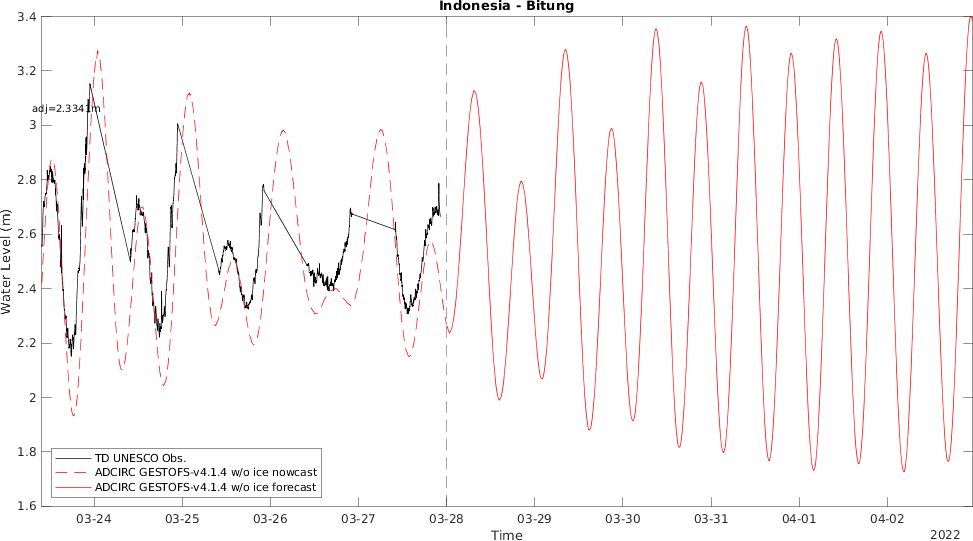 Indonesia - Bitung
adj=2.3341m
Water Level (m)
3.4
3.2
3
2.8
2.6
2.4
2.2
2
1.8
1.6
TD UNESCO Obs.
ADCIRC GESTOFS-v4.1.4 w/o ice nowcast
ADCIRC GESTOFS-v4.1.4 w/o ice forecast
03-24 03-25 03-26 03-27 03-28 03-29 03-30 03-31 04-01 04-02
Time
2022